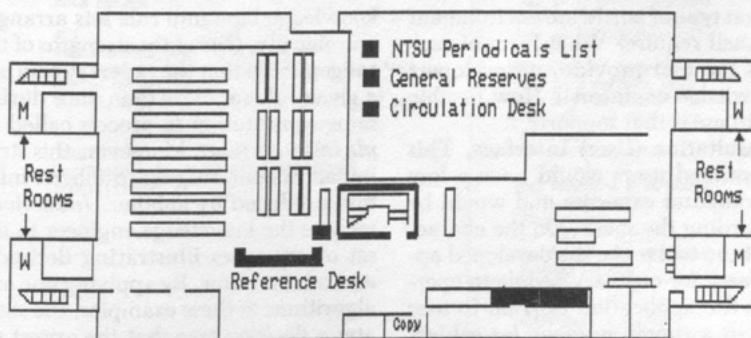 NTSU Periodicals List
General Reserves
Circulation Desk
M
Rest
Rooms
W
W
Rest
Rooms
M
Reference Desk
Copy